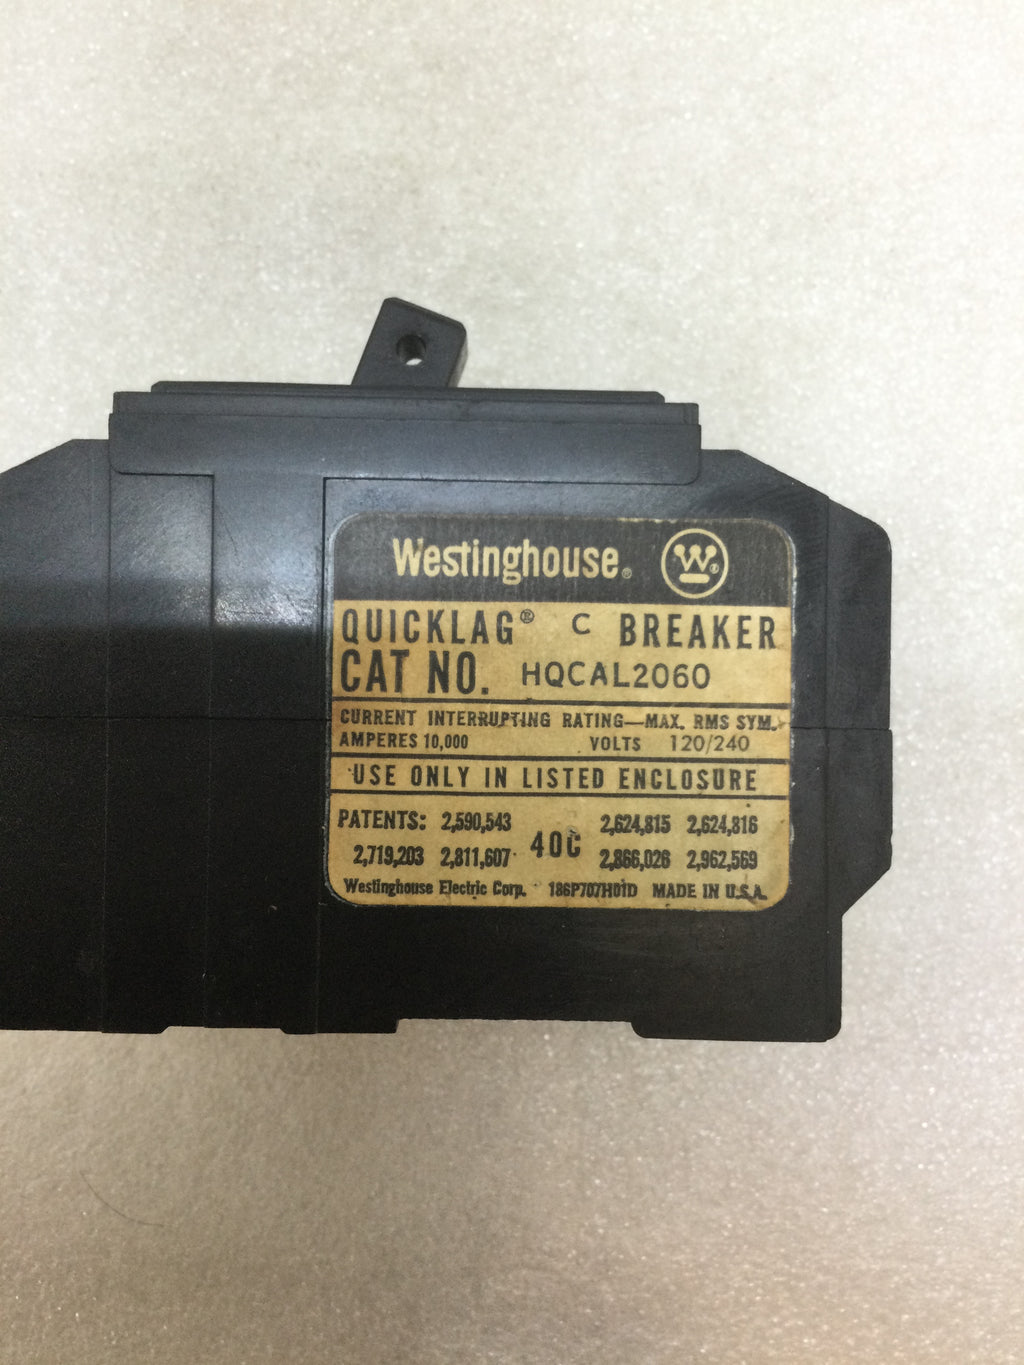 Westinghouse® W®
QUICKLAG® C BREAKER
CAT NO. HQCAL2060
CURRENT INTERRUPTING RATING—MAX. RMS SYM.
AMPERES 10,000 VOLTS 120/240
USE ONLY IN LISTED ENCLOSURE
PATENTS: 2,590,543 2,624,815 2,624,816
2,719,203 2,811,607 40C 2,866,026 2,962,569
Westinghouse Electric Corp. 186P707H01D MADE IN U.S.A.